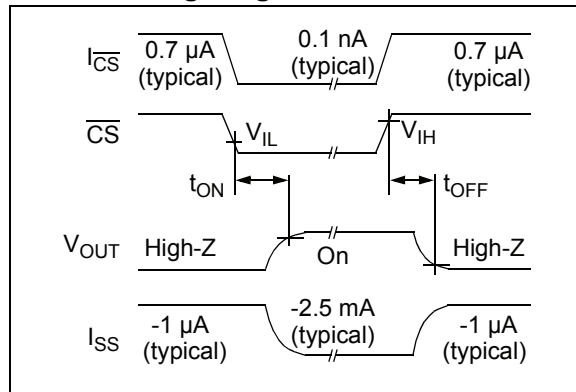 0.7 µA 0.1 nA 0.7 µA
I_CS (typical) (typical) (typical)
CS V_IL V_IH
t_ON t_OFF
V_OUT High-Z On High-Z
-2.5 mA
I_SS -1 µA (typical) -1 µA
(typical) (typical)